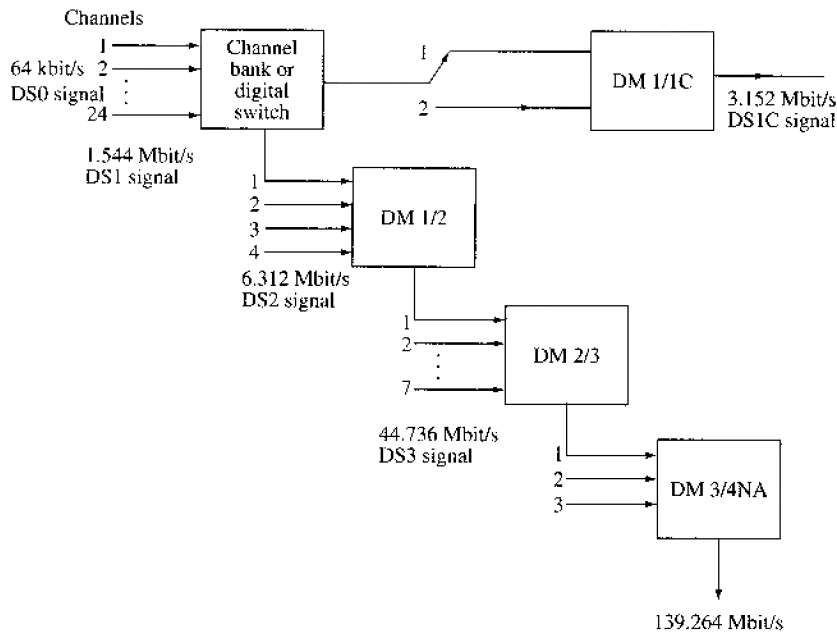 Channels
1
64 kbit/s 2
DS0 signal
24
Channel
bank or
digital
switch
1
2
DM 1/1C
3.152 Mbit/s
DS1C signal
1.544 Mbit/s
DS1 signal
1
2
3
4
DM 1/2
6.312 Mbit/s
DS2 signal
1
2
7
DM 2/3
44.736 Mbit/s
DS3 signal
1
2
3
DM 3/4NA
139.264 Mbit/s